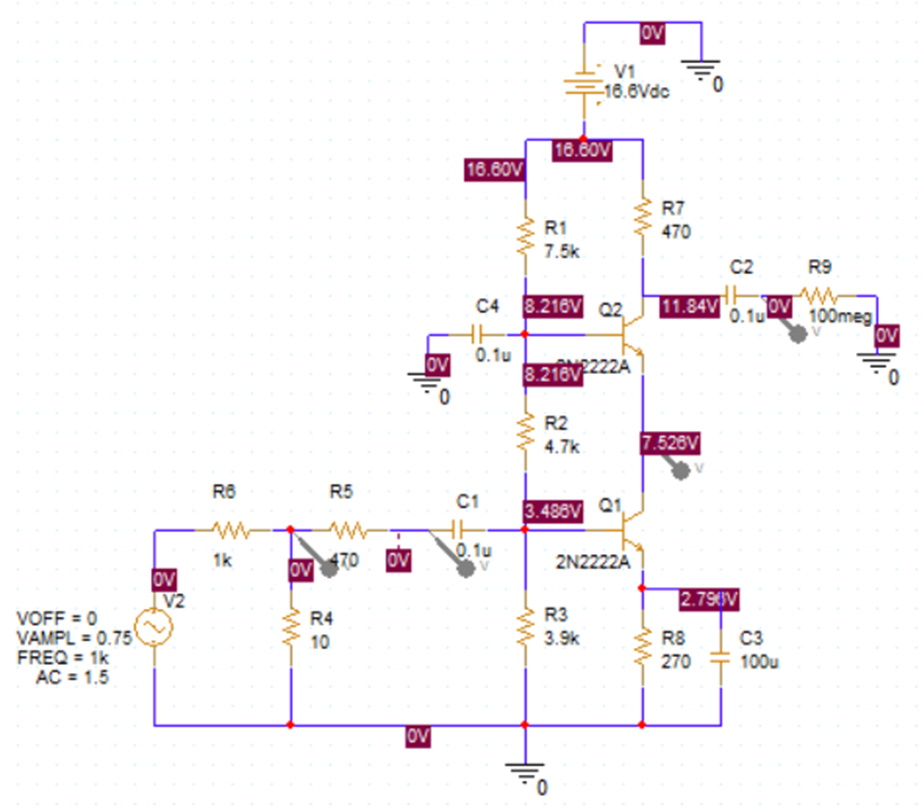 0V
0
V1
16.6Vdc
16.60V
16.60V
R7
470
R1
7.5k
C2
R9
C4
8.216V
Q2
11.84V
0V
0.1u
V
100meg
0V
0
0V
0.1u
2N2222A
8.216V
0
R2
4.7k
7.526V
V
R6
R5
C1
3.486V
Q1
1k
0V
470
0V
0.1u
V
2N2222A
0V
V2
2.796V
VOFF = 0
VAMPL = 0.75
FREQ = 1k
AC = 1.5
R4
10
R3
3.9k
R8
270
C3
100u
0V
0